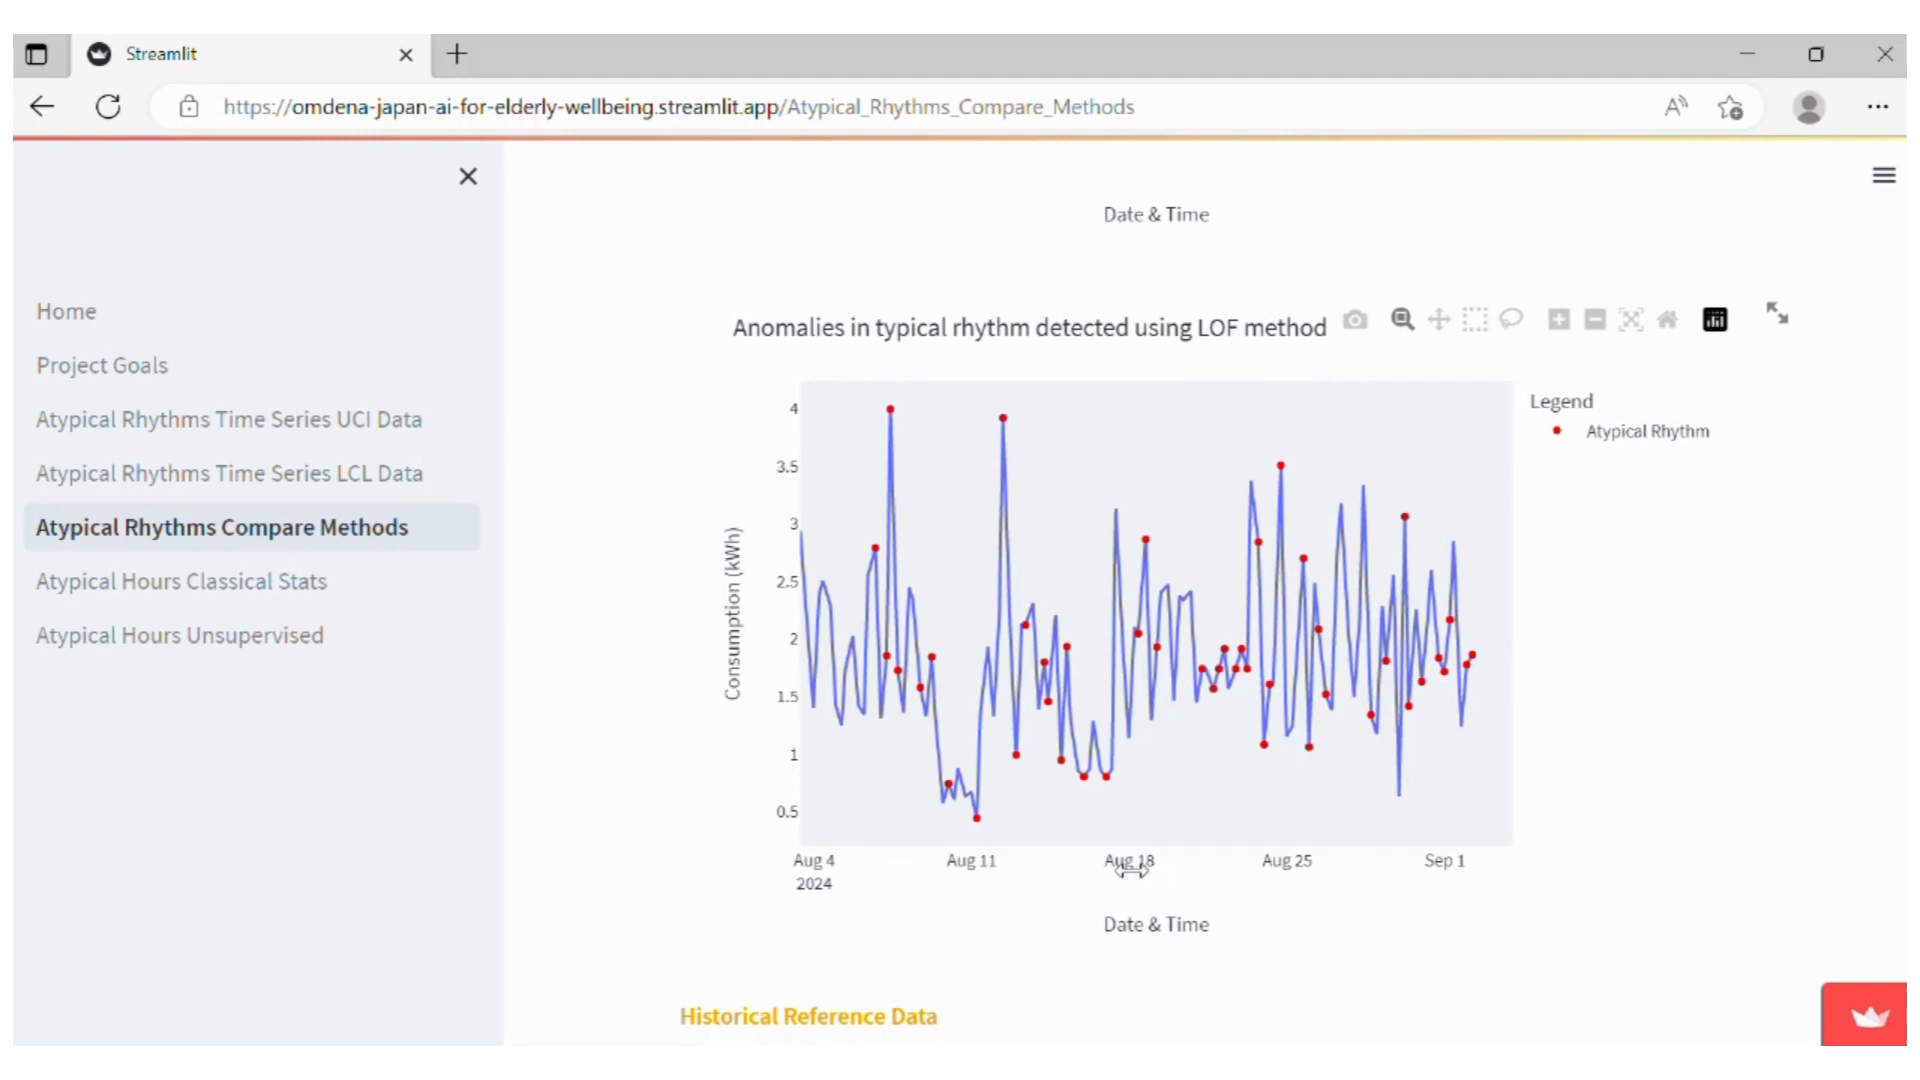 Streamlit
https://omdena-japan-ai-for-elderly-wellbeing.streamlit.app/Atypical_Rhythms_Compare_Methods
Date & Time
Home
Project Goals
Atypical Rhythms Time Series UCI Data
Atypical Rhythms Time Series LCL Data
Atypical Rhythms Compare Methods
Atypical Hours Classical Stats
Atypical Hours Unsupervised
Anomalies in typical rhythm detected using LOF method
Legend
Atypical Rhythm
Consumption (kWh)
4
3.5
3
2.5
2
1.5
1
0.5
Aug 4 Aug 11 Aug 18 Aug 25 Sep 1
2024
Date & Time
Historical Reference Data